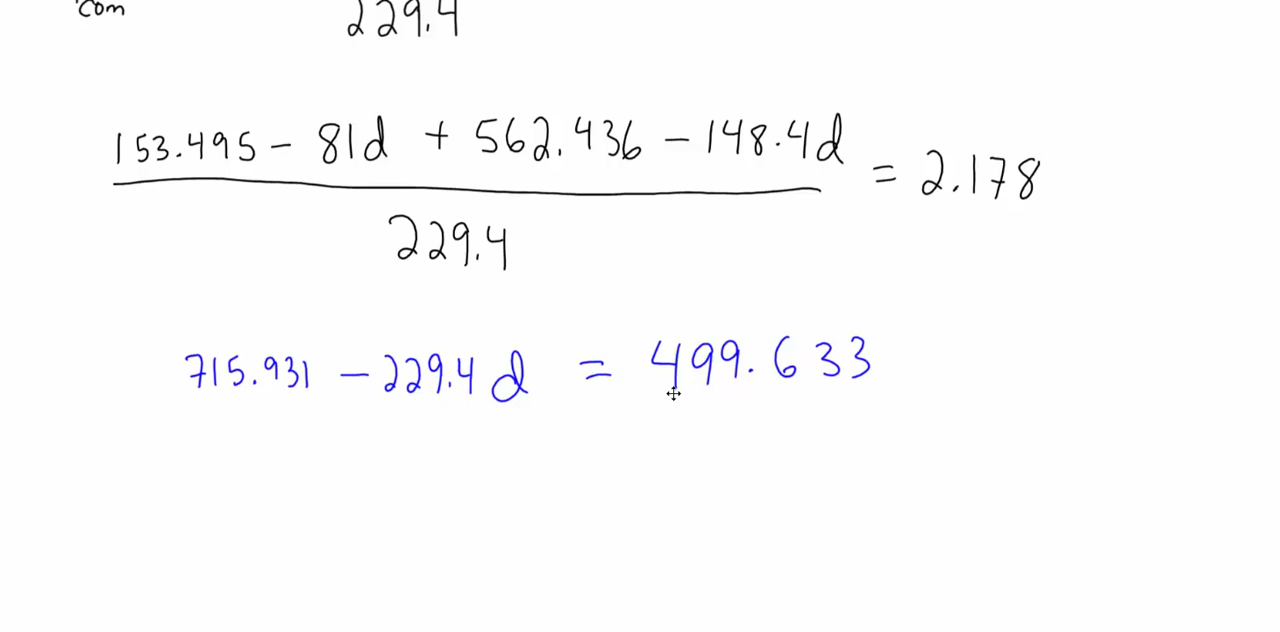 com
229.4
153.495 - 81d + 562.436 - 148.4d = 2.178
229.4
715.931 - 229.4d = 499.633